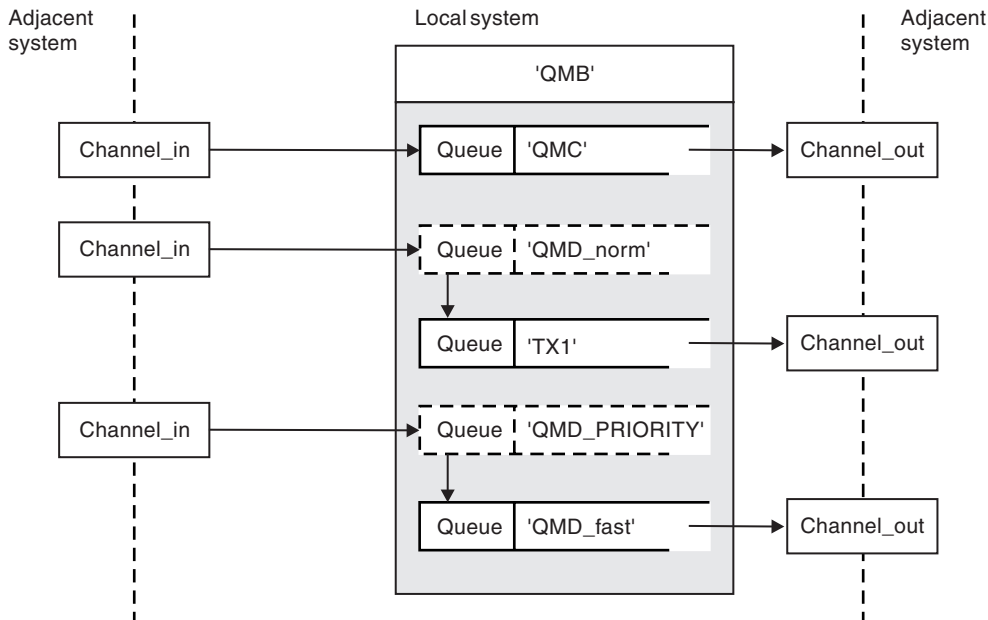 Adjacent
system
Local system
Adjacent
system
'QMB'
Channel_in
Queue 'QMC'
Channel_out
Channel_in
Queue 'QMD_norm'
Queue 'TX1'
Channel_out
Channel_in
Queue 'QMD_PRIORITY'
Queue 'QMD_fast'
Channel_out